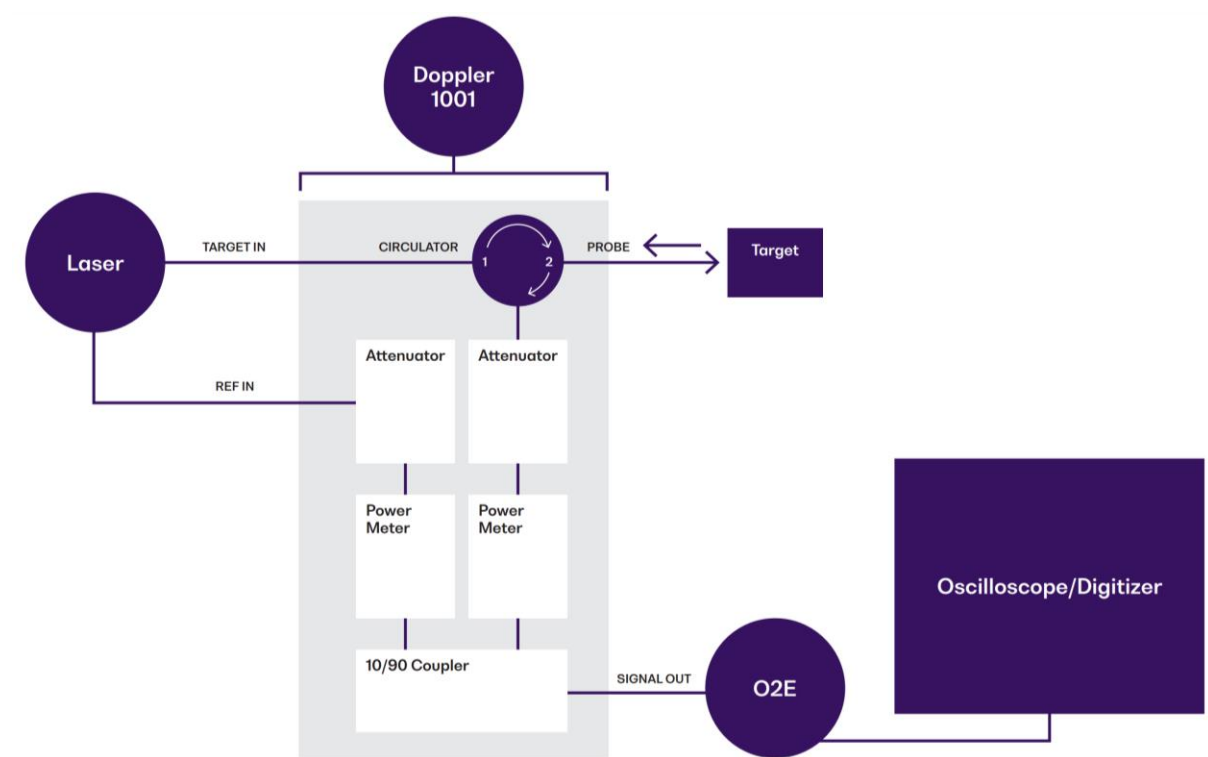 Doppler
1001
Laser
TARGET IN
CIRCULATOR
1
2
PROBE
Target
REF IN
Attenuator
Attenuator
Power
Meter
Power
Meter
10/90 Coupler
SIGNAL OUT
O2E
Oscilloscope/Digitizer